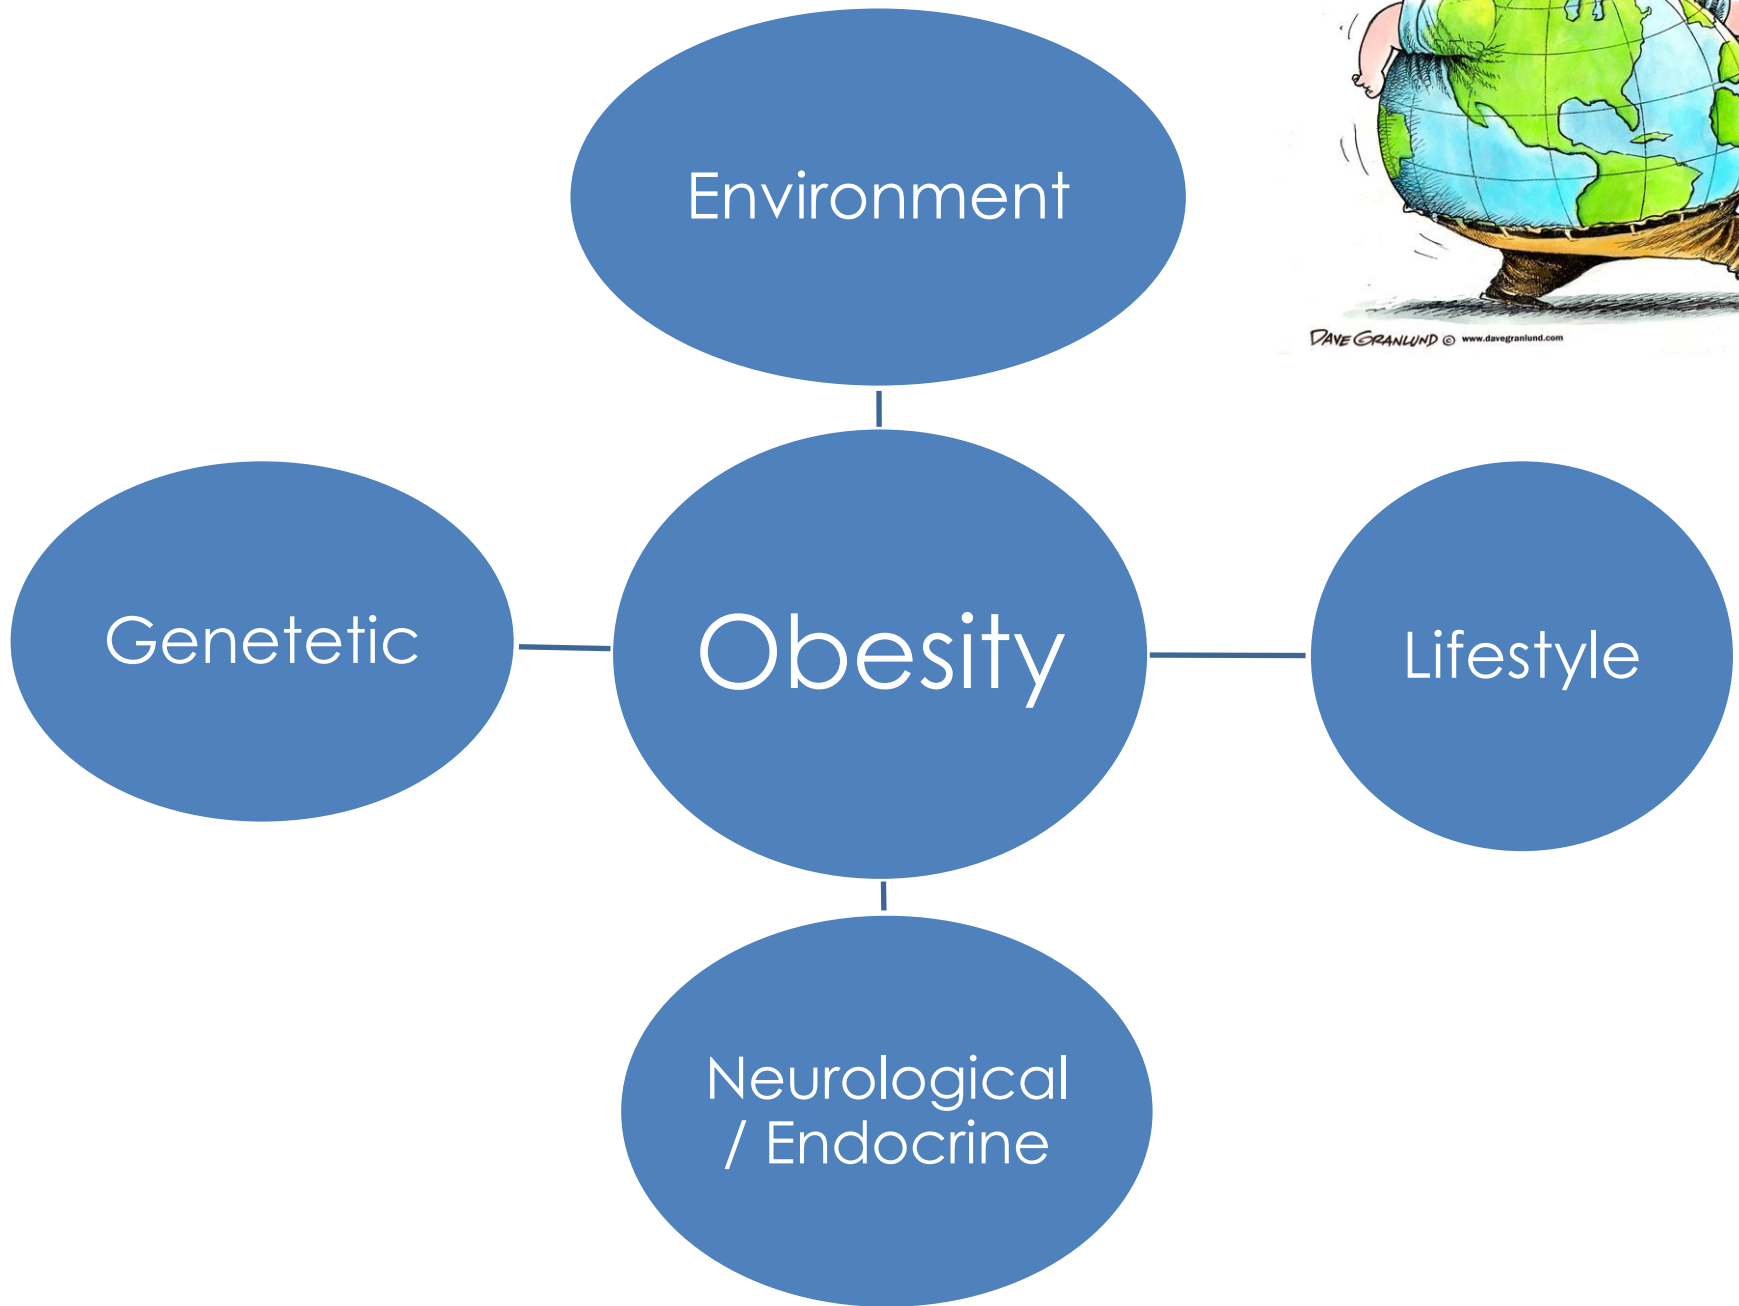 Environment
DAVE GRANLUND © www.davegranlund.com
Genetetic
Obesity
Lifestyle
Neurological
/ Endocrine